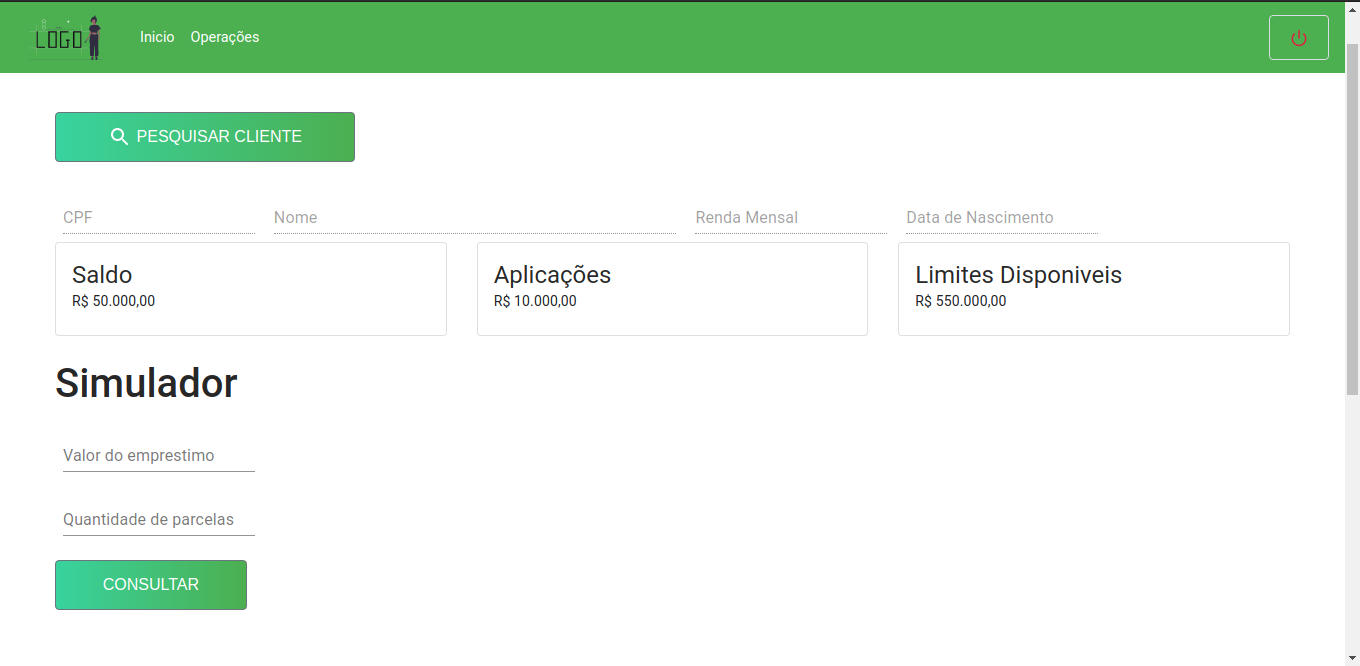 LOGO
Inicio Operações
PESQUISAR CLIENTE
CPF Nome Renda Mensal Data de Nascimento
Saldo Aplicações Limites Disponiveis
R$ 50.000,00 R$ 10.000,00 R$ 550.000,00
Simulador
Valor do emprestimo
Quantidade de parcelas
CONSULTAR